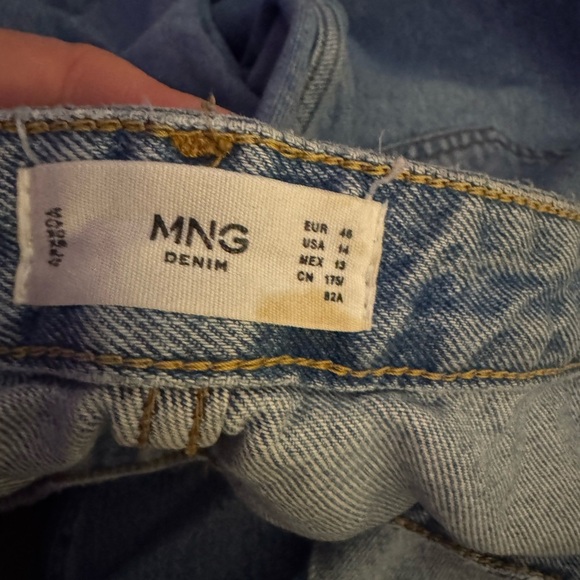 MNG
DENIM
EUR 46
USA 14
MEX 13
CN 175/
82A